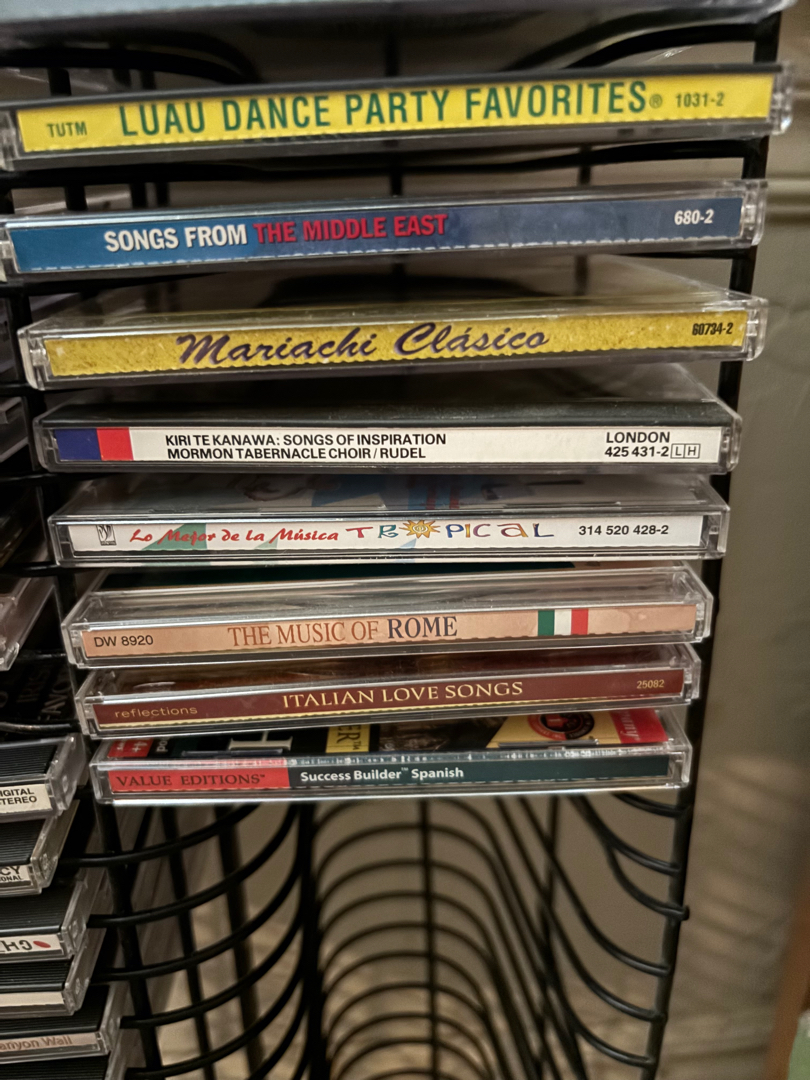 TUTM LUAU DANCE PARTY FAVORITES® 1031-2
SONGS FROM THE MIDDLE EAST 680-2
Mariachi Clásico 60734-2
KIRI TE KANAWA: SONGS OF INSPIRATION
MORMON TABERNACLE CHOIR / RUDEL
LONDON
425 431-2 LH
Lo Mejor de la Música TROPICAL 314 520 428-2
DW 8920 THE MUSIC OF ROME
reflections ITALIAN LOVE SONGS 25082
VALUE EDITIONS™ Success Builder™ Spanish
STEREO
anyon Wall